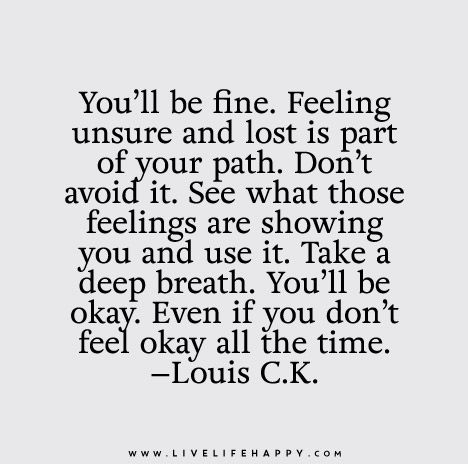 You’ll be fine. Feeling
unsure and lost is part
of your path. Don’t
avoid it. See what those
feelings are showing
you and use it. Take a
deep breath. You’ll be
okay. Even if you don’t
feel okay all the time.
–Louis C.K.
WWW.LIVELIFEHAPPY.COM